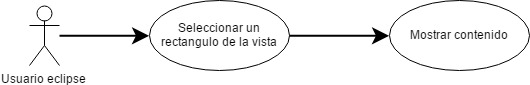 Seleccionar un
rectangulo de la vista
Mostrar contenido
Usuario eclipse